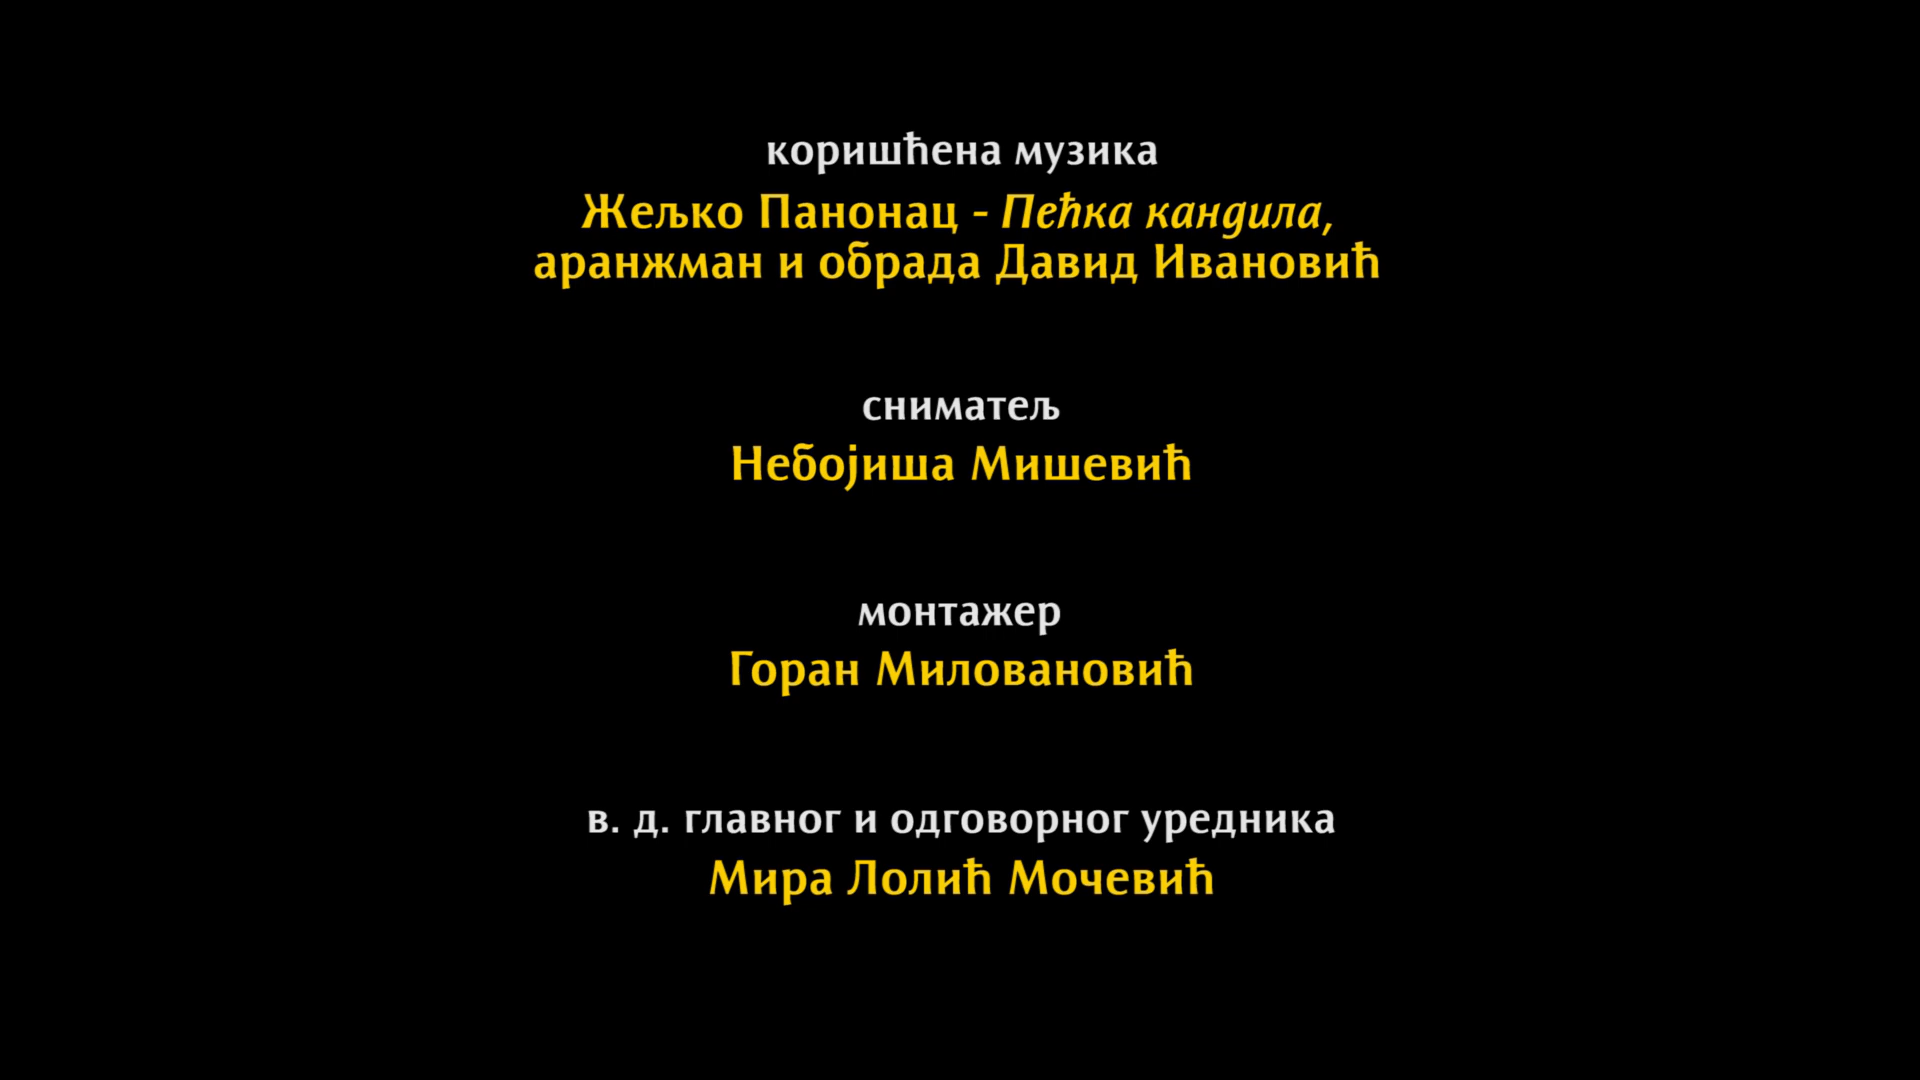 коришћена музика
Жељко Панонац - Пећка кандила,
аранжман и обрада Давид Ивановић
сниматељ
Небојиша Мишевић
монтажер
Горан Миловановић
в. д. главног и одговорног уредника
Мира Лолић Мочевић